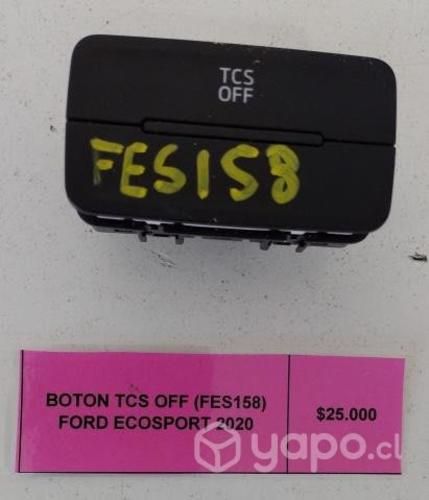 TCS
OFF
FES158
BOTON TCS OFF (FES158)
FORD ECOSPORT 2020
$25.000
yapo.cl